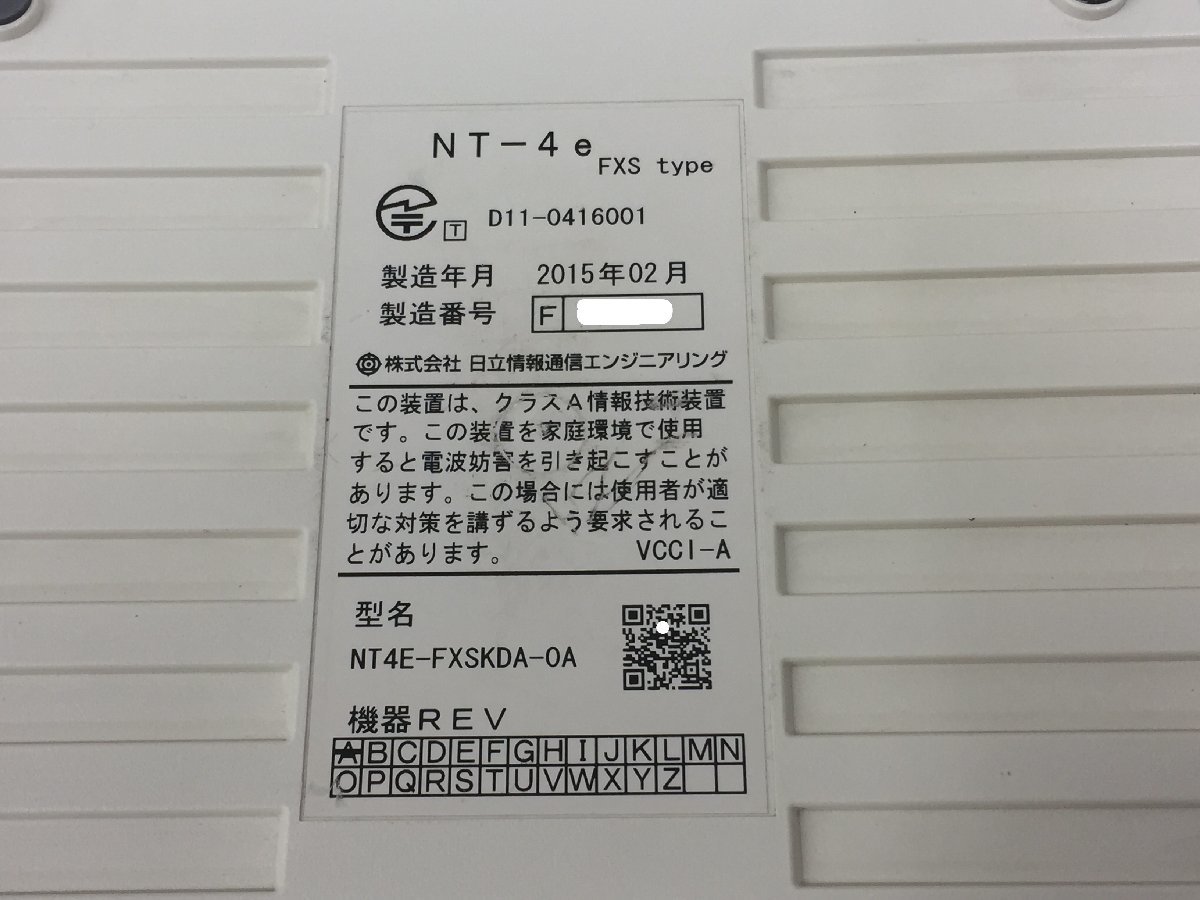 NT-4e FXS type
T D11-0416001
製造年月 2015年02月
製造番号 F
株式会社 日立情報通信エンジニアリング
この装置は、クラスA情報技術装置
です。この装置を家庭環境で使用
すると電波妨害を引き起こすことが
あります。この場合には使用者が適
切な対策を講ずるよう要求されるこ
とがあります。 VCCI-A
型名
NT4E-FXSKDA-0A
機器REV
A B C D E F G H I J K L M N
O P Q R S T U V W X Y Z